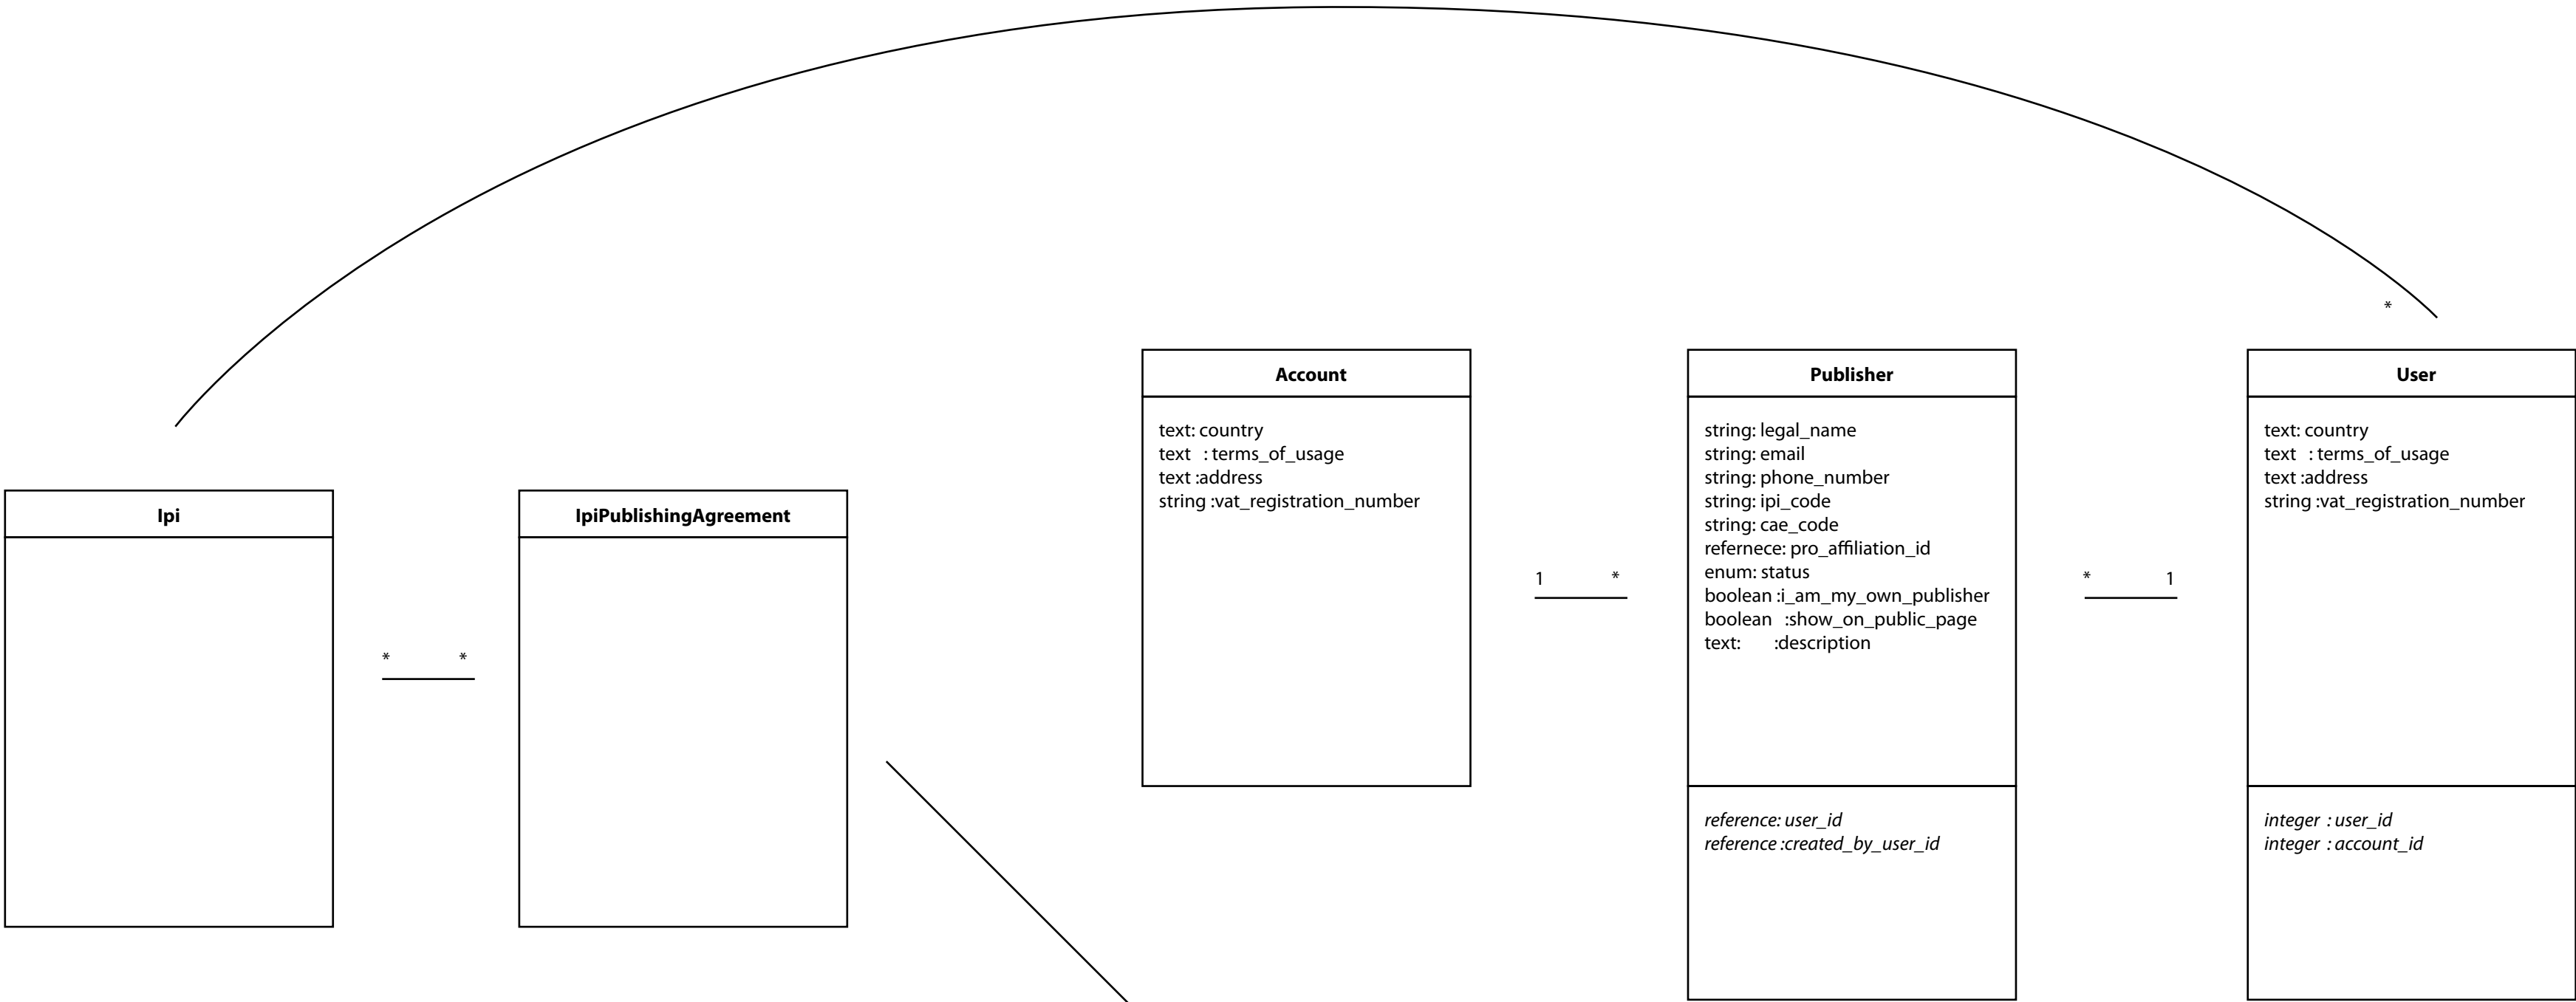 *
Ipi
*      *
IpiPublishingAgreement
Account
text: country
text   : terms_of_usage
text :address
string :vat_registration_number
1      *
Publisher
string: legal_name
string: email
string: phone_number
string: ipi_code
string: cae_code
refernece: pro_affiliation_id
enum: status
boolean :i_am_my_own_publisher
boolean   :show_on_public_page
text:       :description
reference: user_id
reference :created_by_user_id
*      1
User
text: country
text   : terms_of_usage
text :address
string :vat_registration_number
integer  : user_id
integer  : account_id